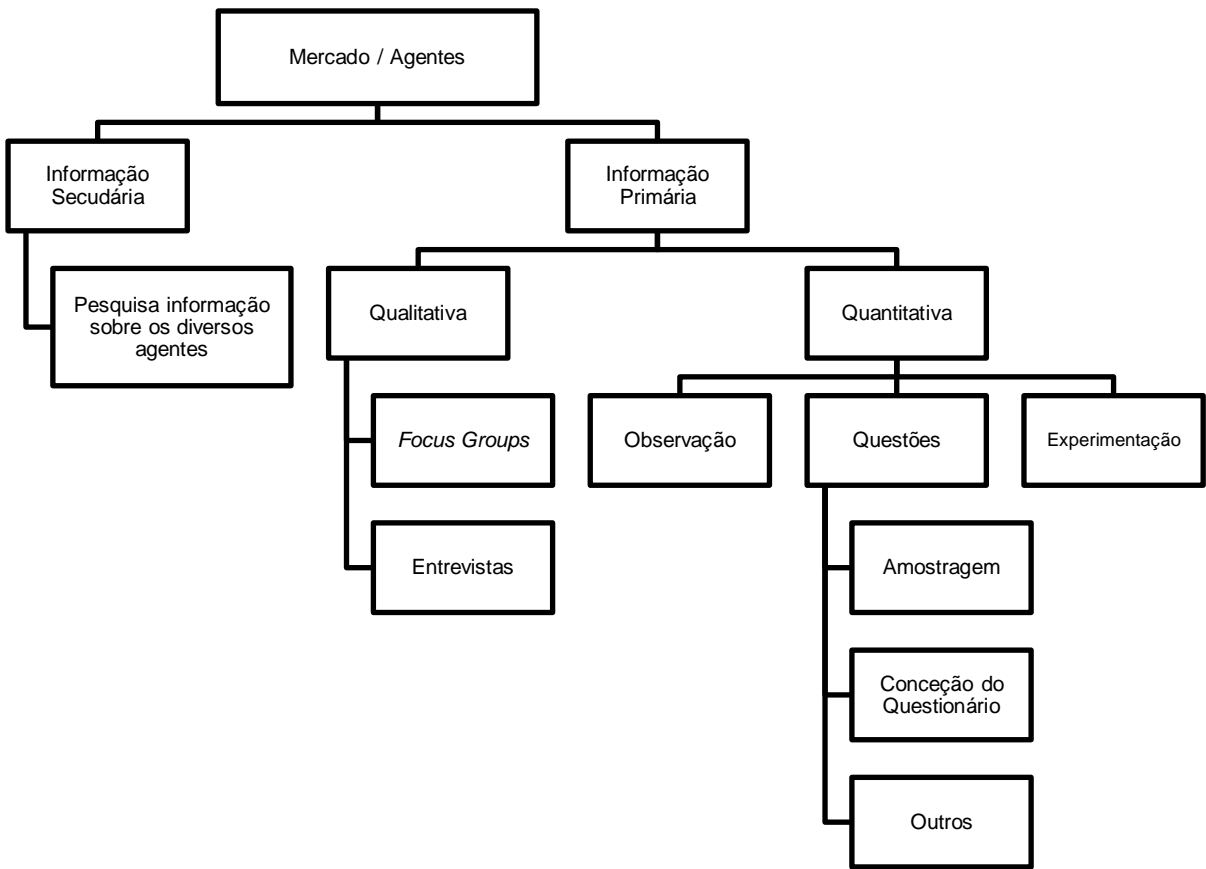 Mercado / Agentes
Informação
Secudária
Informação
Primária
Pesquisa informação
sobre os diversos
agentes
Qualitativa
Quantitativa
Focus Groups
Observação
Questões
Experimentação
Entrevistas
Amostragem
Conceção do
Questionário
Outros